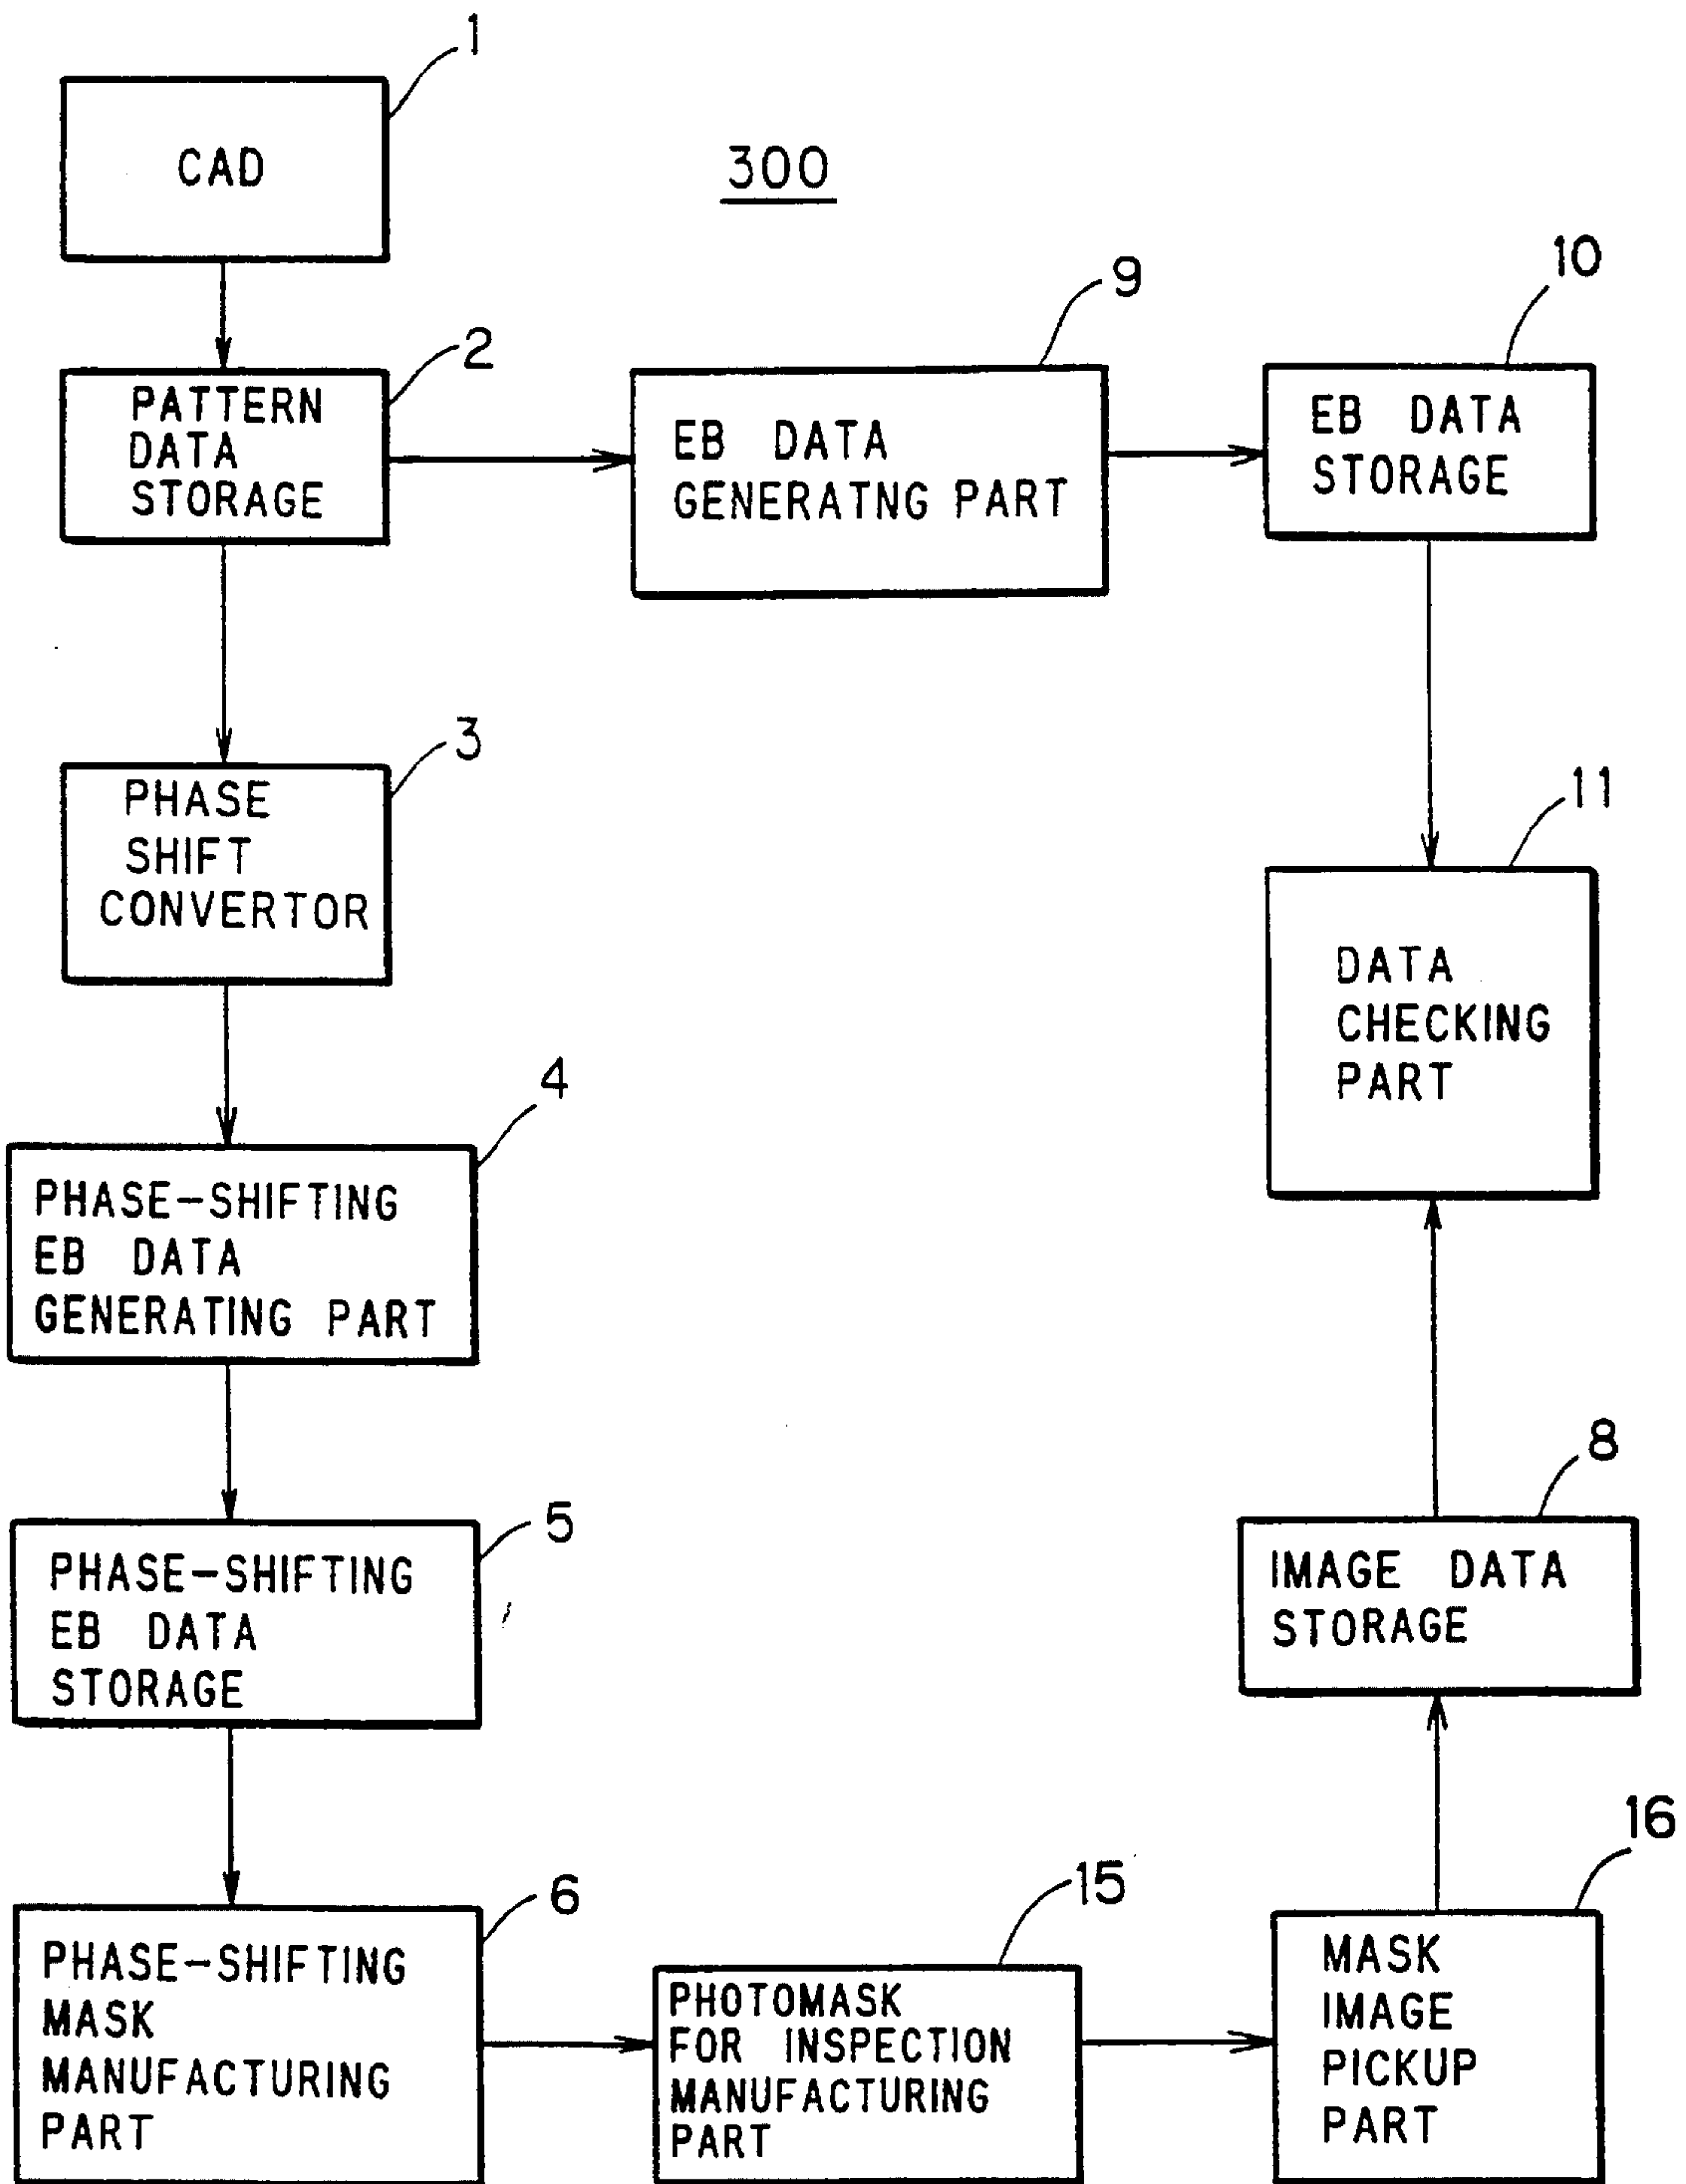 1
CAD
300
2
PATTERN
DATA
STORAGE
9
EB DATA
GENERATNG PART
10
EB DATA
STORAGE
3
PHASE
SHIFT
CONVERTOR
11
DATA
CHECKING
PART
4
PHASE-SHIFTING
EB DATA
GENERATING PART
5
PHASE-SHIFTING
EB DATA
STORAGE
8
IMAGE DATA
STORAGE
6
PHASE-SHIFTING
MASK
MANUFACTURING
PART
15
PHOTOMASK
FOR INSPECTION
MANUFACTURING
PART
16
MASK
IMAGE
PICKUP
PART